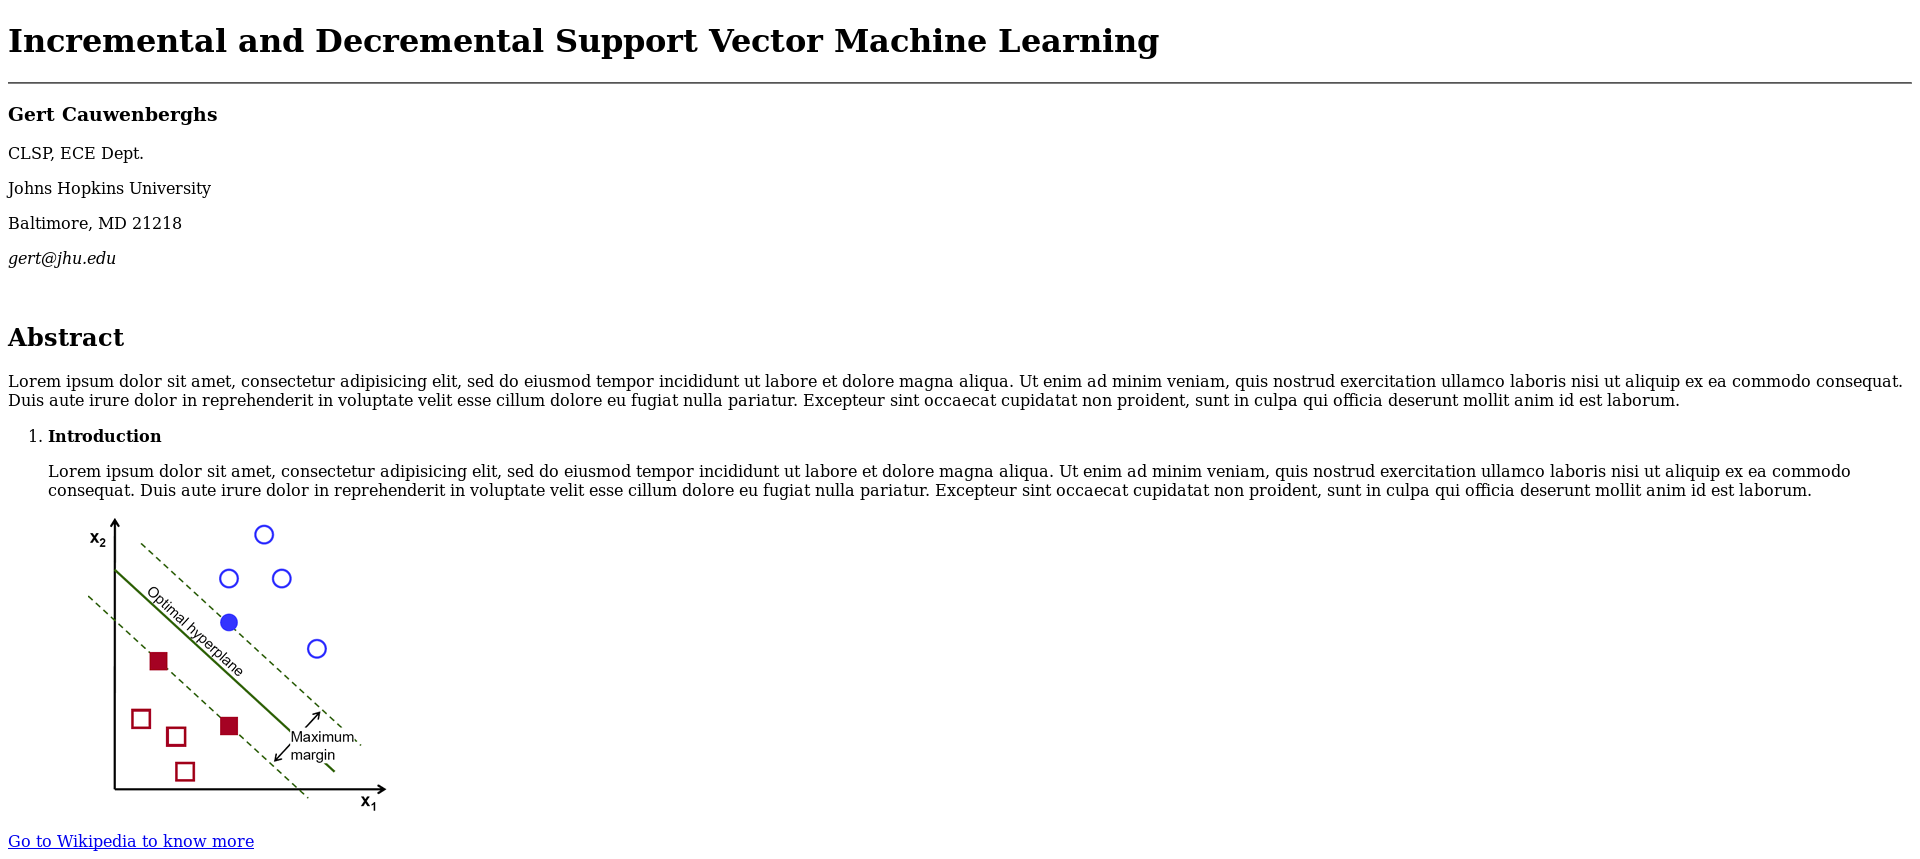 Incremental and Decremental Support Vector Machine Learning
Gert Cauwenberghs
CLSP, ECE Dept.
Johns Hopkins University
Baltimore, MD 21218
gert@jhu.edu
Abstract
Lorem ipsum dolor sit amet, consectetur adipisicing elit, sed do eiusmod tempor incididunt ut labore et dolore magna aliqua. Ut enim ad minim veniam, quis nostrud exercitation ullamco laboris nisi ut aliquip ex ea commodo consequat.
Duis aute irure dolor in reprehenderit in voluptate velit esse cillum dolore eu fugiat nulla pariatur. Excepteur sint occaecat cupidatat non proident, sunt in culpa qui officia deserunt mollit anim id est laborum.
1. Introduction
Lorem ipsum dolor sit amet, consectetur adipisicing elit, sed do eiusmod tempor incididunt ut labore et dolore magna aliqua. Ut enim ad minim veniam, quis nostrud exercitation ullamco laboris nisi ut aliquip ex ea commodo
consequat. Duis aute irure dolor in reprehenderit in voluptate velit esse cillum dolore eu fugiat nulla pariatur. Excepteur sint occaecat cupidatat non proident, sunt in culpa qui officia deserunt mollit anim id est laborum.
x2
Optimal hyperplane
Maximum
margin
x1
Go to Wikipedia to know more